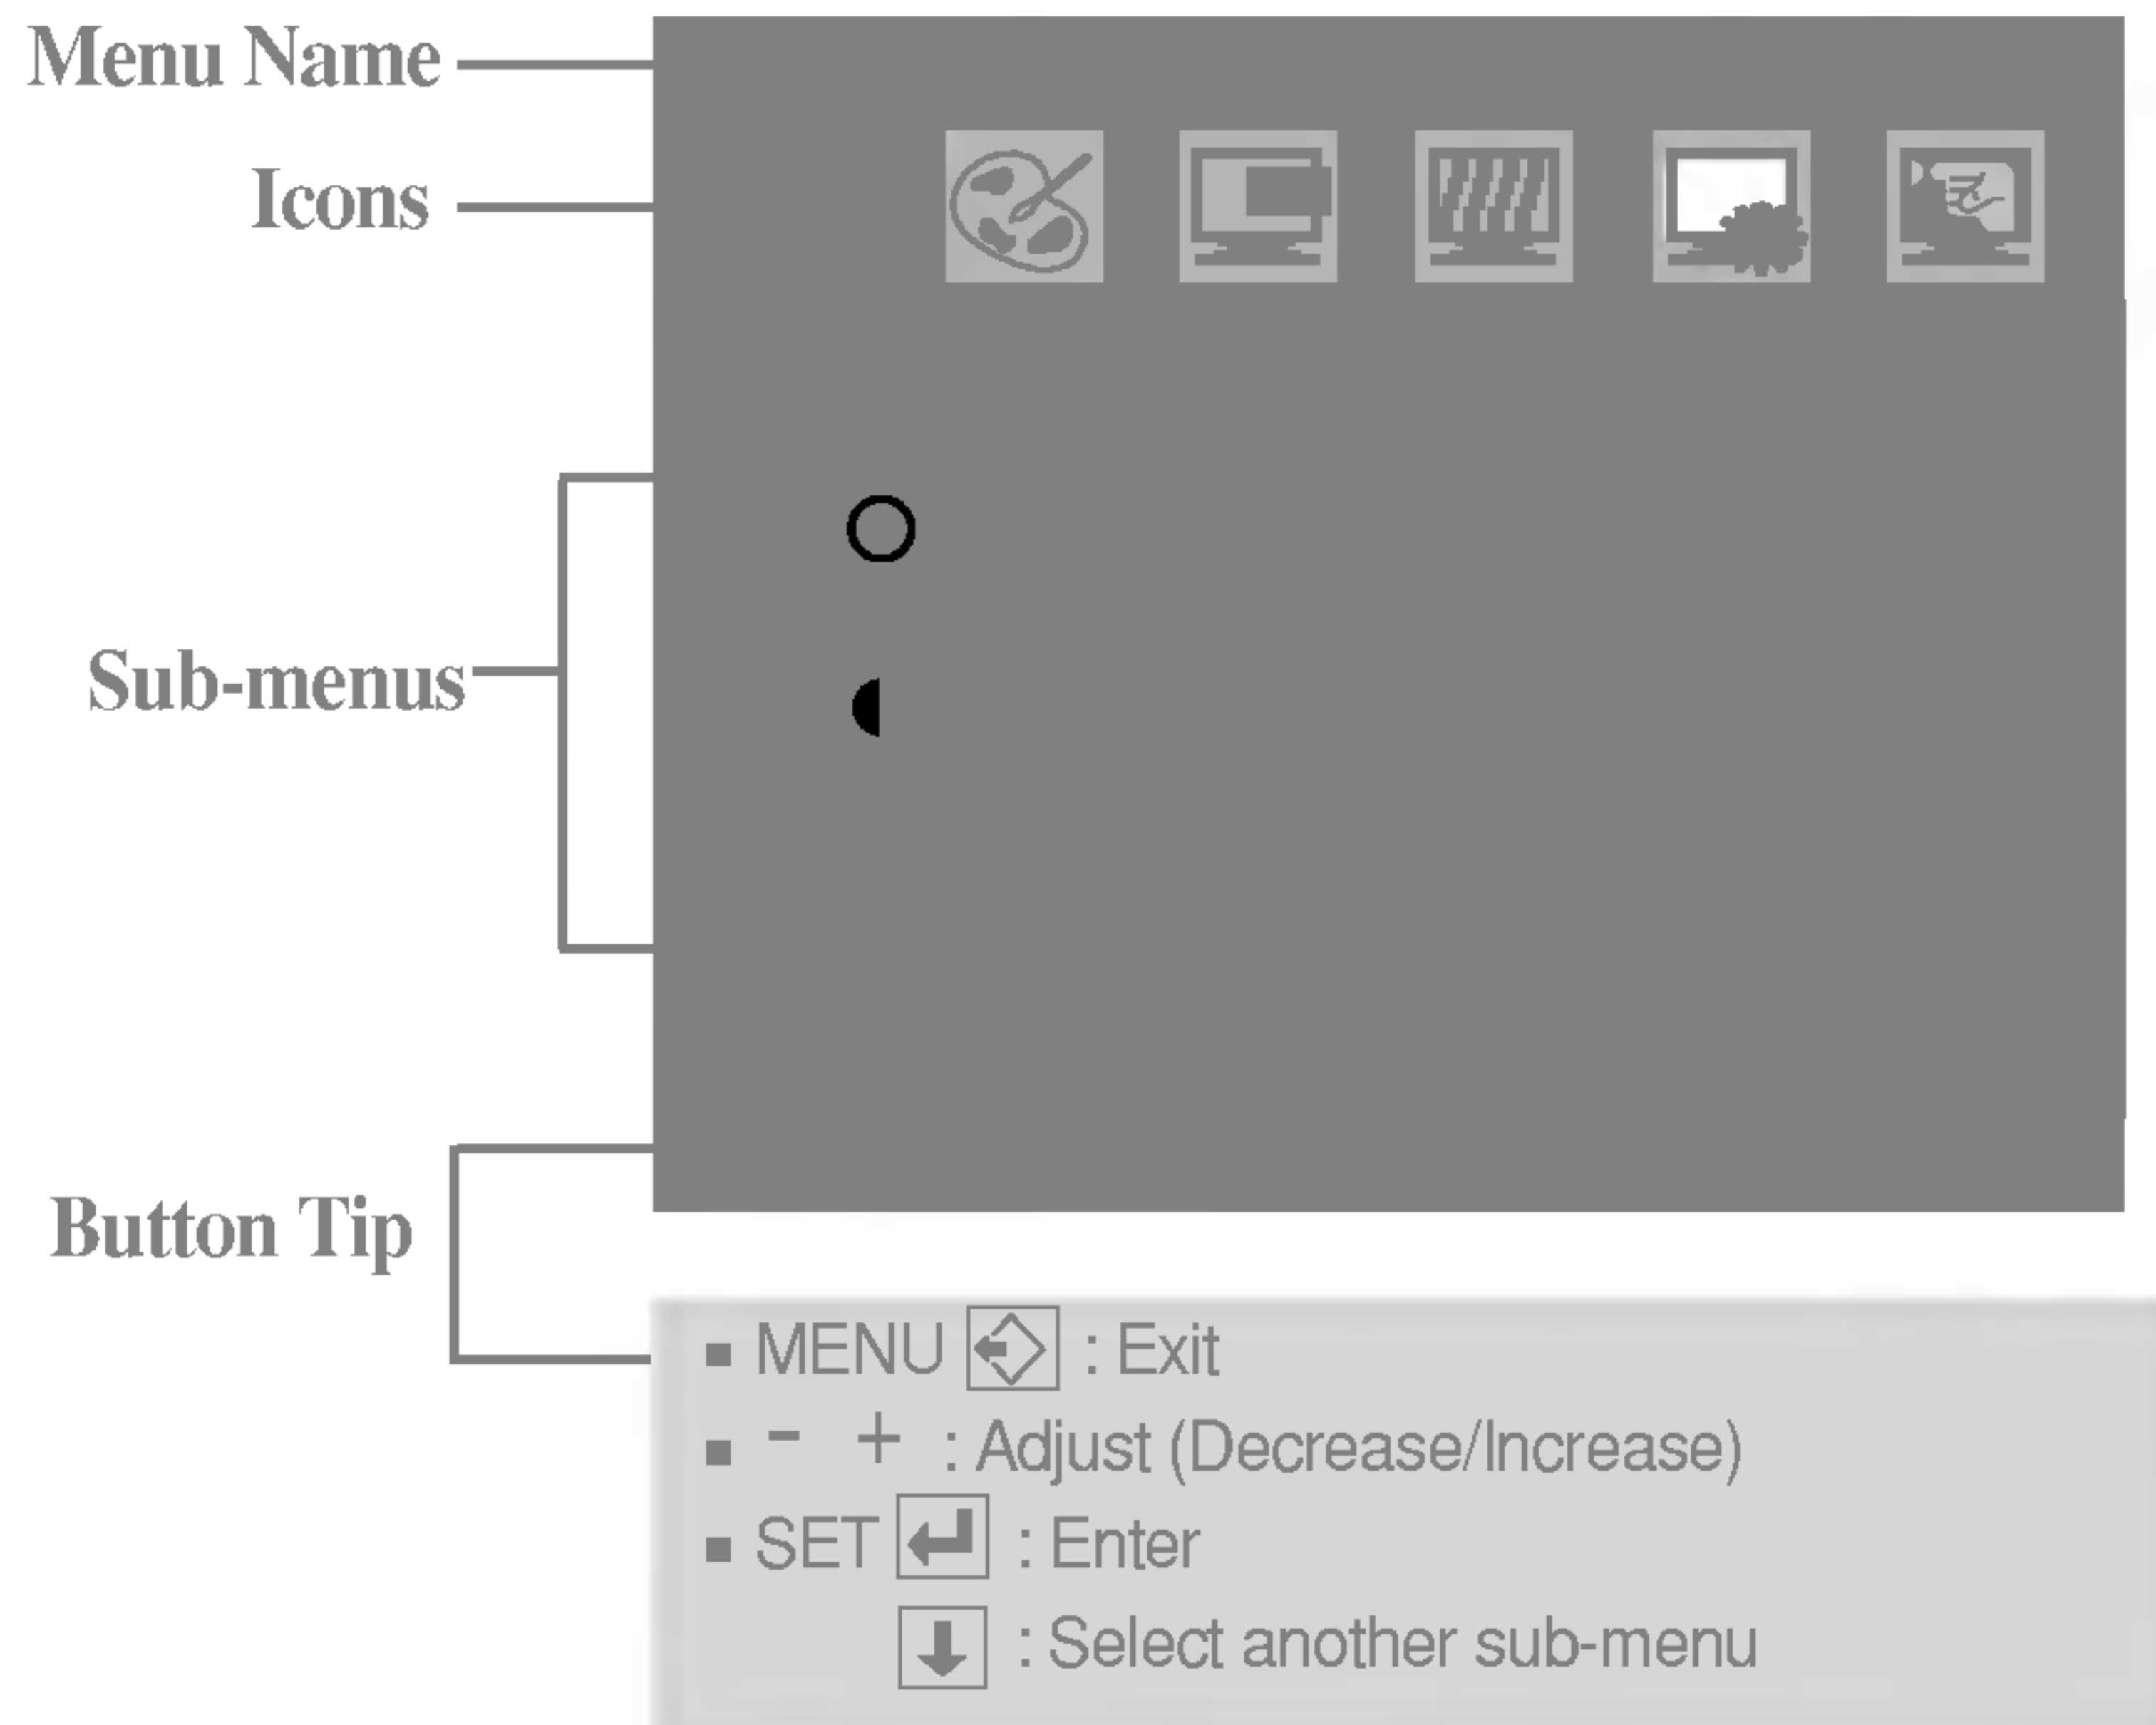 Menu Name
Icons
Sub-menus
Button Tip
■ MENU : Exit
■ - + : Adjust (Decrease/Increase)
■ SET : Enter
: Select another sub-menu